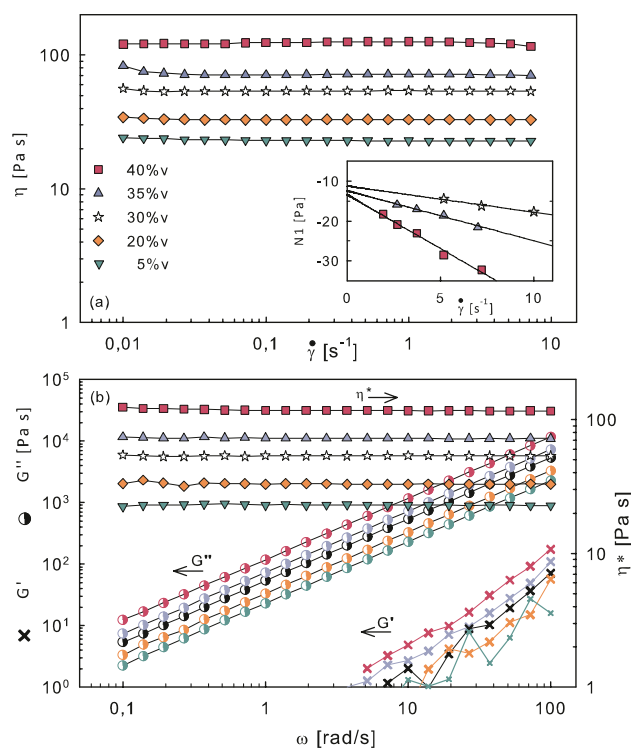 100
10
1
η [Pa s]
40%v
35%v
30%v
20%v
5%v
(a)
-10
-20
-30
N1 [Pa]
0
5
10
γ̇ [s⁻¹]
0,01
0,1
1
10
γ̇ [s⁻¹]
(b)
η*
10⁵
10⁴
10³
10²
10¹
10⁰
G' G'' [Pa s]
G''
G'
100
10
1
η* [Pa s]
0,1
1
10
100
ω [rad/s]